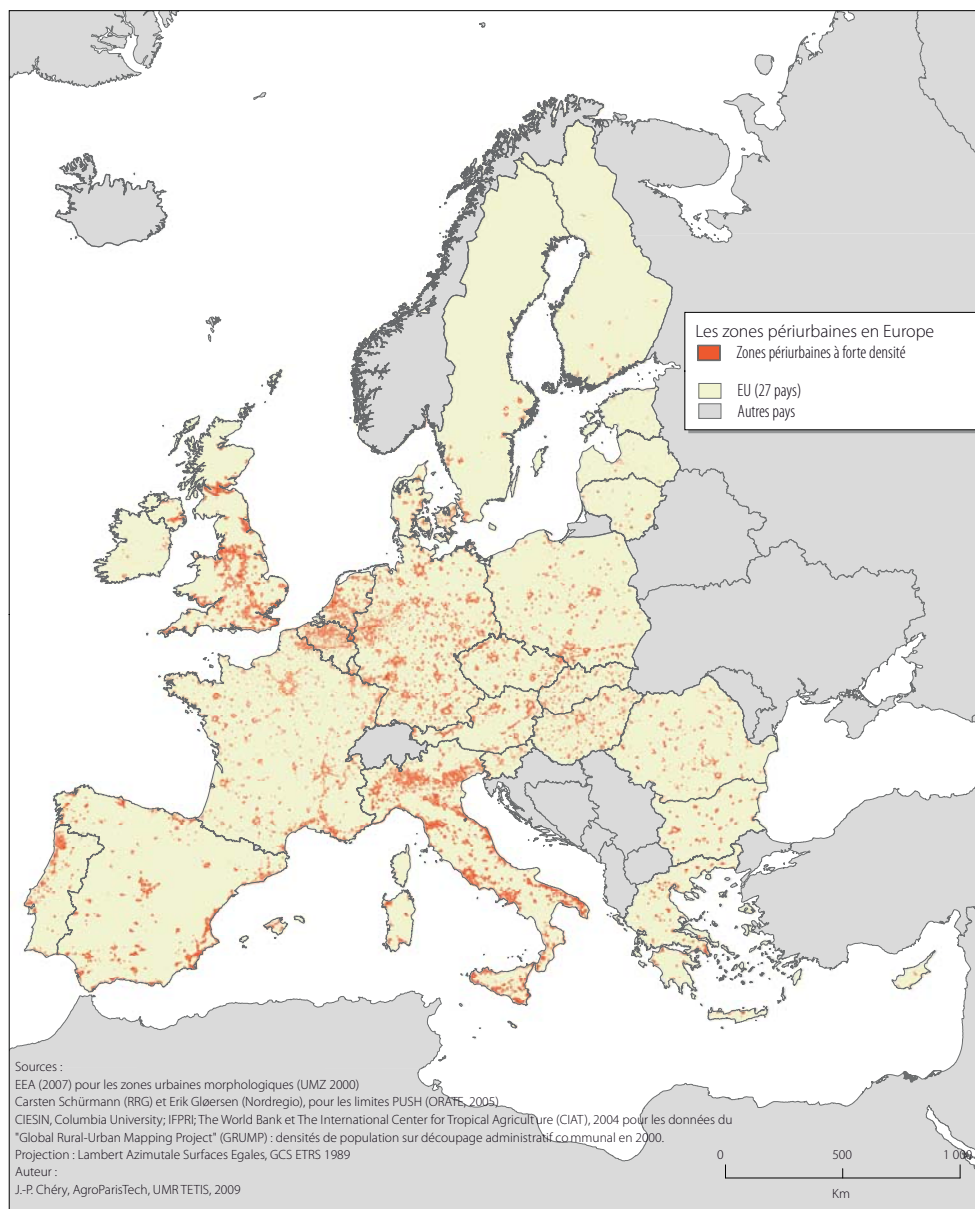 Les zones périurbaines en Europe
Zones périurbaines à forte densité
EU (27 pays)
Autres pays
Sources :
EEA (2007) pour les zones urbaines morphologiques (UMZ 2000)
Carsten Schürmann (RRG) et Erik Gløersen (Nordregio), pour les limites PUSH (ORATE, 2005)
CIESIN, Columbia University; IFPRI; The World Bank et The International Center for Tropical Agriculture (CIAT), 2004 pour les données du
"Global Rural-Urban Mapping Project" (GRUMP) : densités de population sur découpage administratif communal en 2000.
Projection : Lambert Azimutale Surfaces Egales, GCS ETRS 1989
Auteur :
J.-P. Chéry, AgroParisTech, UMR TETIS, 2009
0 500 1 000
Km